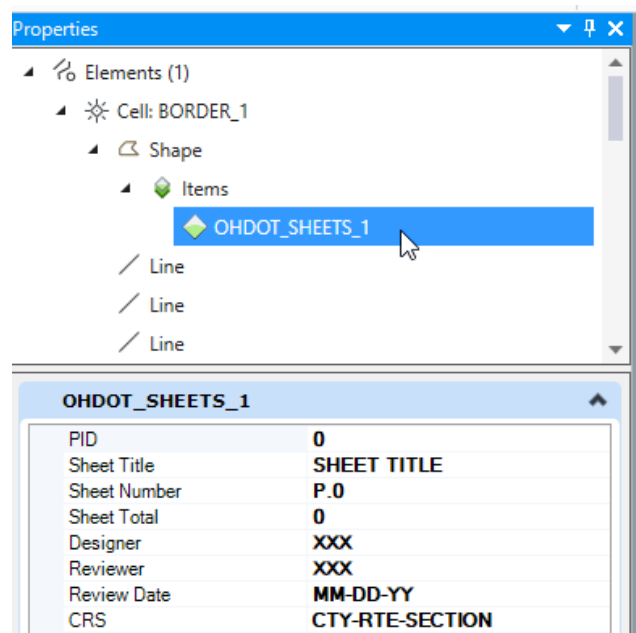 Properties
Elements (1)
Cell: BORDER_1
Shape
Items
OHDOT_SHEETS_1
Line
Line
Line
OHDOT_SHEETS_1
PID 0
Sheet Title SHEET TITLE
Sheet Number P.0
Sheet Total 0
Designer XXX
Reviewer XXX
Review Date MM-DD-YY
CRS CTY-RTE-SECTION